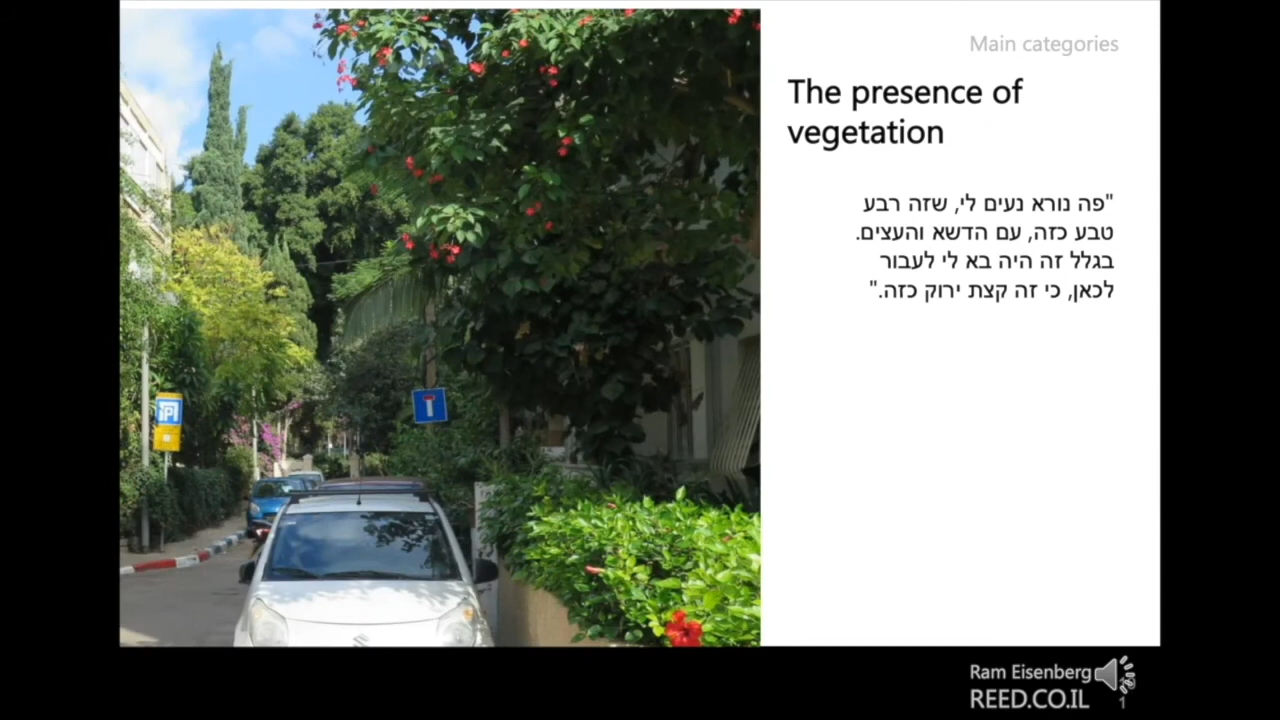 Main categories
The presence of
vegetation
"פה נורא נעים לי, שזה רבע
טבע כזה, עם הדשא והעצים.
בגלל זה היה בא לי לעבור
לכאן, כי זה קצת ירוק כזה."
Ram Eisenberg
REED.CO.IL